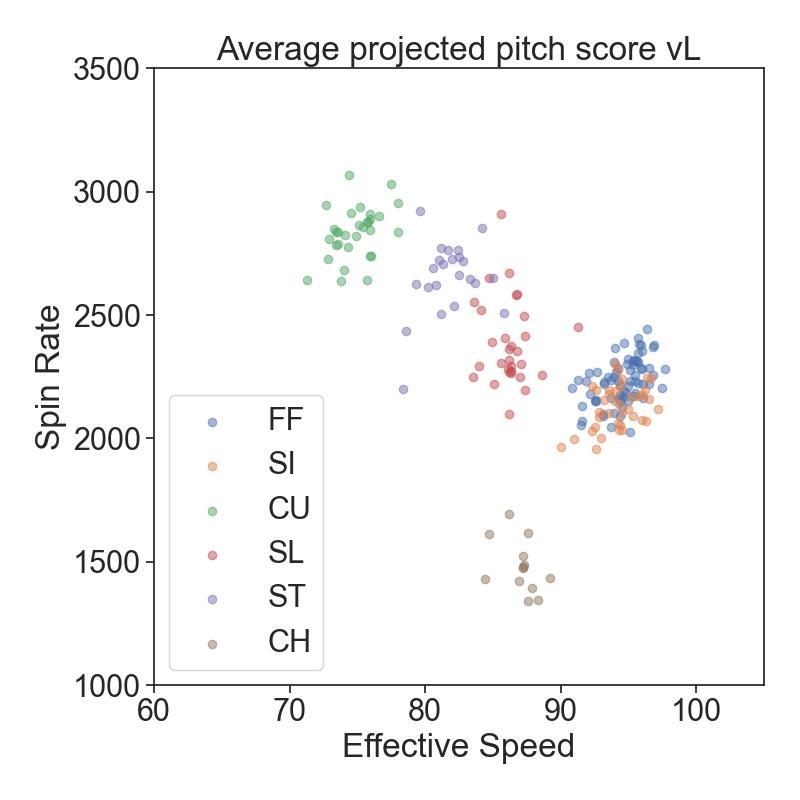 Average projected pitch score vL
3500
3000
2500
2000
1500
1000
Spin Rate
FF
SI
CU
SL
ST
CH
60 70 80 90 100
Effective Speed